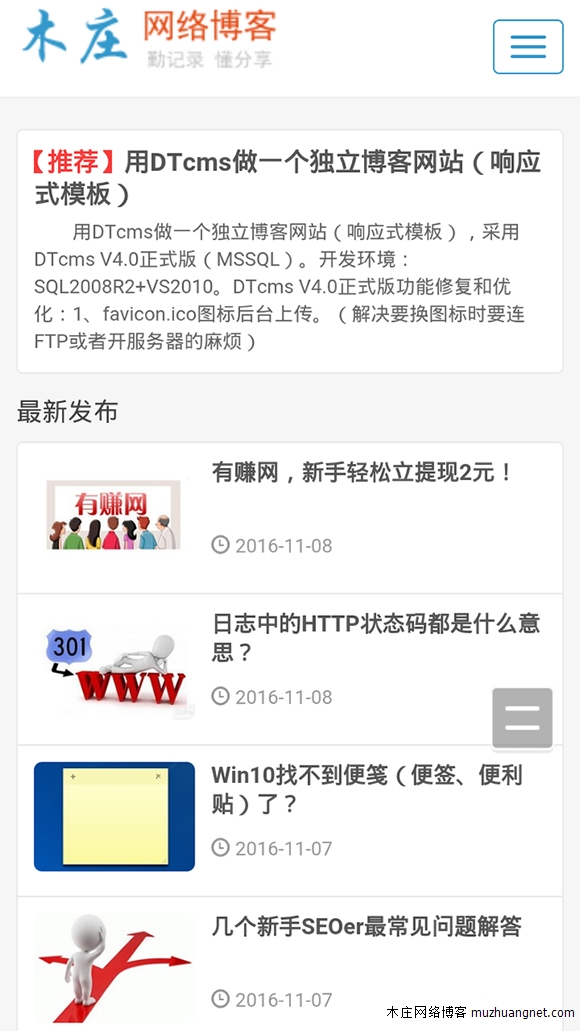 木庄 网络博客
勤记录 懂分享
【推荐】用DTcms做一个独立博客网站（响应
式模板）
用DTcms做一个独立博客网站（响应式模板），采用
DTcms V4.0正式版（MSSQL）。开发环境：
SQL2008R2+VS2010。DTcms V4.0正式版功能修复和优
化：1、favicon.ico图标后台上传。（解决要换图标时要连
FTP或者开服务器的麻烦）
最新发布
有赚网
有赚网，新手轻松立提现2元！
2016-11-08
301
WWW
日志中的HTTP状态码都是什么意
思？
2016-11-08
Win10找不到便笺（便签、便利
贴）了？
2016-11-07
几个新手SEOer最常见问题解答
2016-11-07
木庄网络博客 muzhuangnet.com